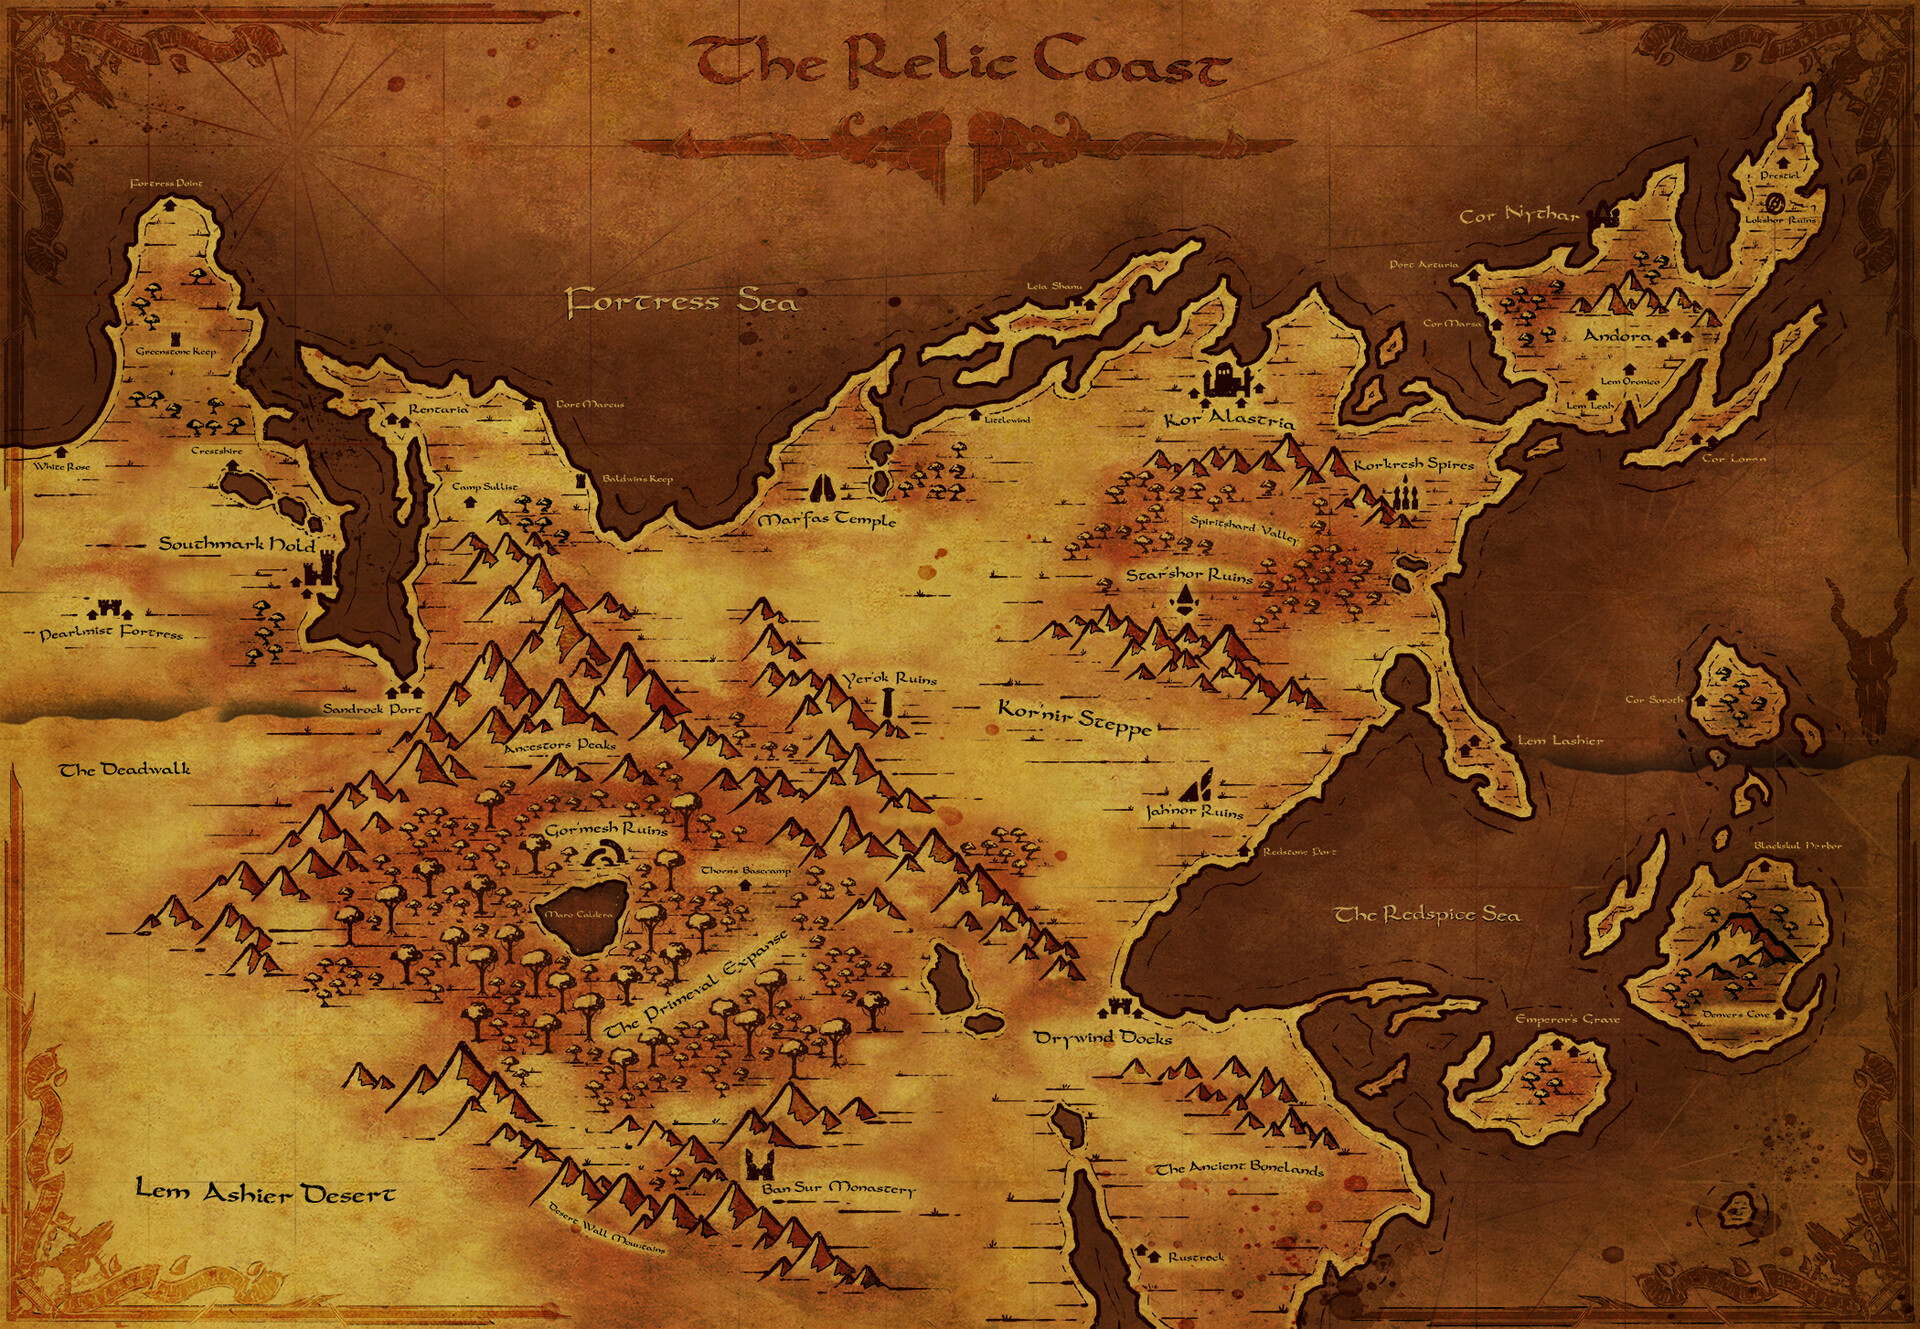 The Relic Coast
Fortress Point
Prestirl
Cor Nythar
Lokshor Ruins
Port Arturia
Leia Shanu
Fortress Sea
Cor Marsa
Andora
Greenstone Keep
Lem Oronico
Renturia
Port Marcus
Lem Leah
Littlewind
Kor'Alastria
Crestshire
Cor Loran
White Rose
Korkresh Spires
Baldwin's Keep
Camp Sullist
Mar'fas Temple
Spiritshard Valley
Southmark Hold
Star'shor Ruins
Pearlmist Fortress
Yer'ok Ruins
Cor Soroth
Sandrock Port
Kor'nir Steppe
Ancestors Peaks
Lem Lashier
The Deadwalk
Jah'nor Ruins
Gor'mesh Ruins
Redstone Port
Blackskul Harbor
Thorn's Basecamp
Maro Caldera
The Redspice Sea
The Primeval Expanse
Denver's Cove
Emperor's Grave
Drywind Docks
The Ancient Bonelands
Ban Sur Monastery
Lem Ashier Desert
Desert Wall Mountains
Rustrock